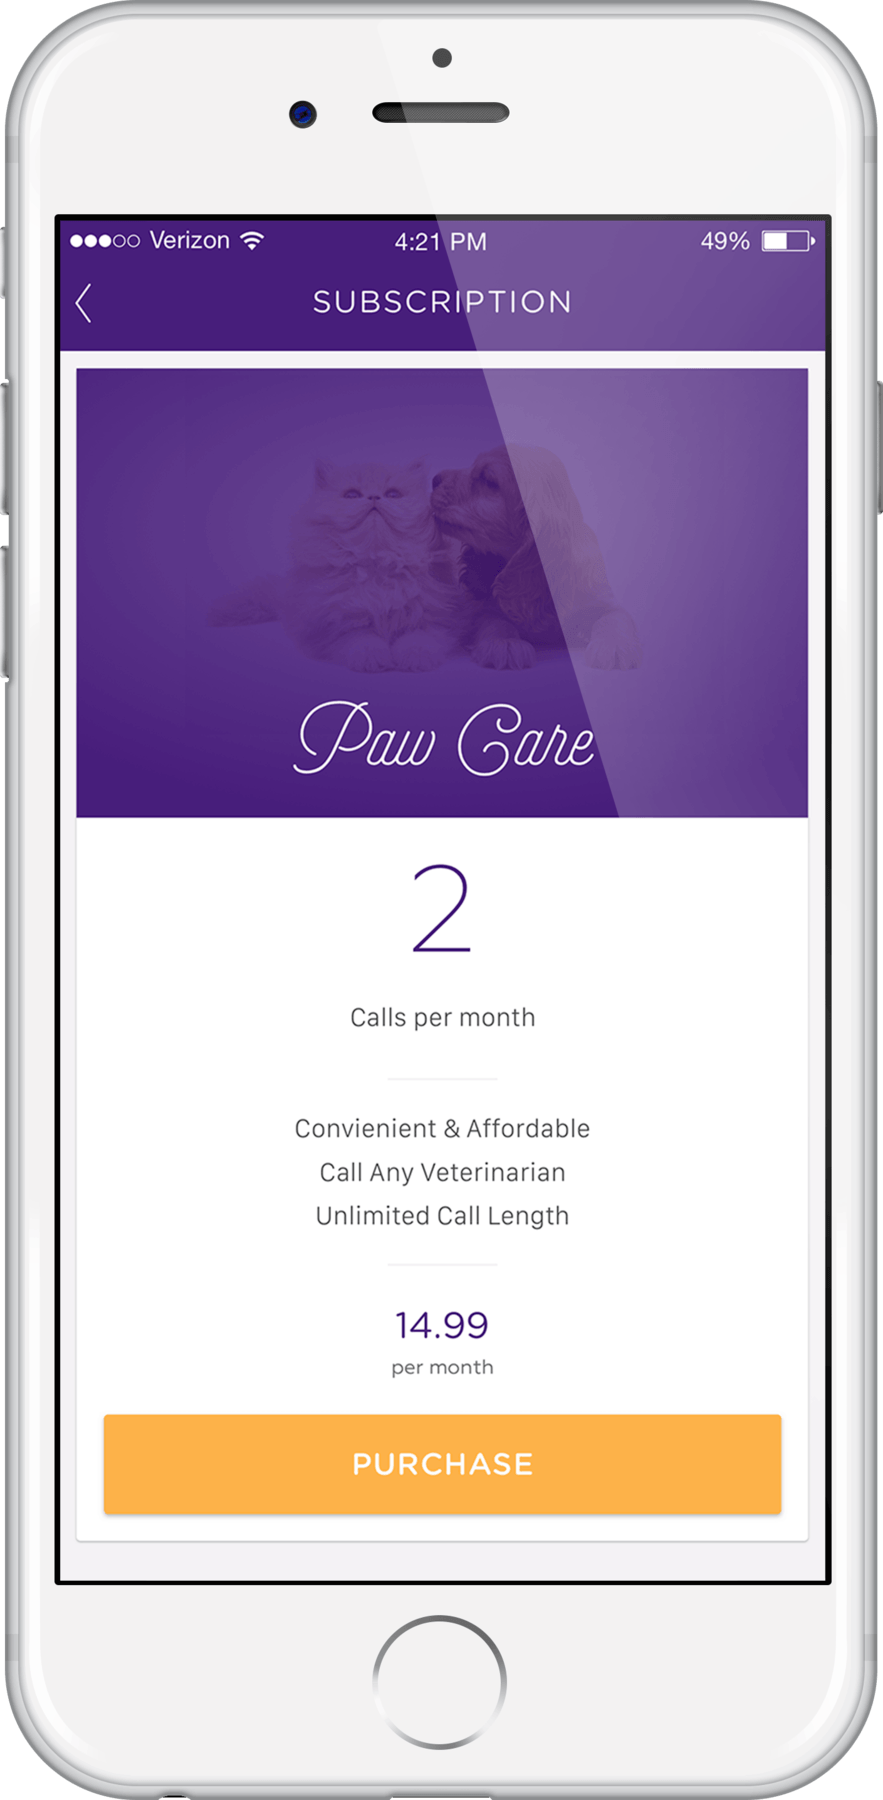 Verizon 4:21 PM 49%
SUBSCRIPTION
Paw Care
2
Calls per month
Convienient & Affordable
Call Any Veterinarian
Unlimited Call Length
14.99
per month
PURCHASE